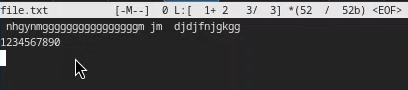 file.txt [-M--] 0 L:[ 1+ 2 3/ 3] *(52 / 52b) <EOF>
nhgynmggggggggggggggggm jm djdjfnjgkgg
1234567890